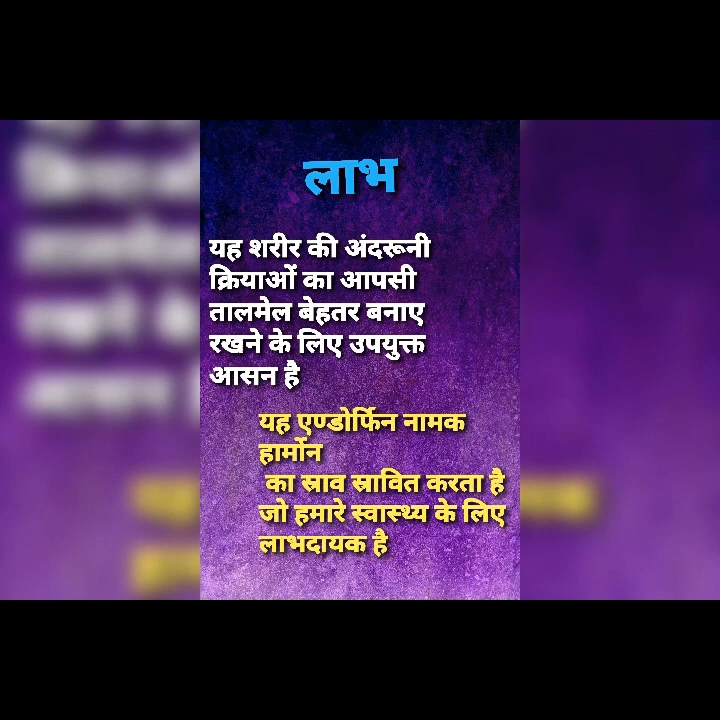 लाभ
यह शरीर की अंदरूनी
क्रियाओं का आपसी
तालमेल बेहतर बनाए
रखने के लिए उपयुक्त
आसन है
यह एण्डोर्फिन नामक
हार्मोन
का स्राव स्रावित करता है
जो हमारे स्वास्थ्य के लिए
लाभदायक है